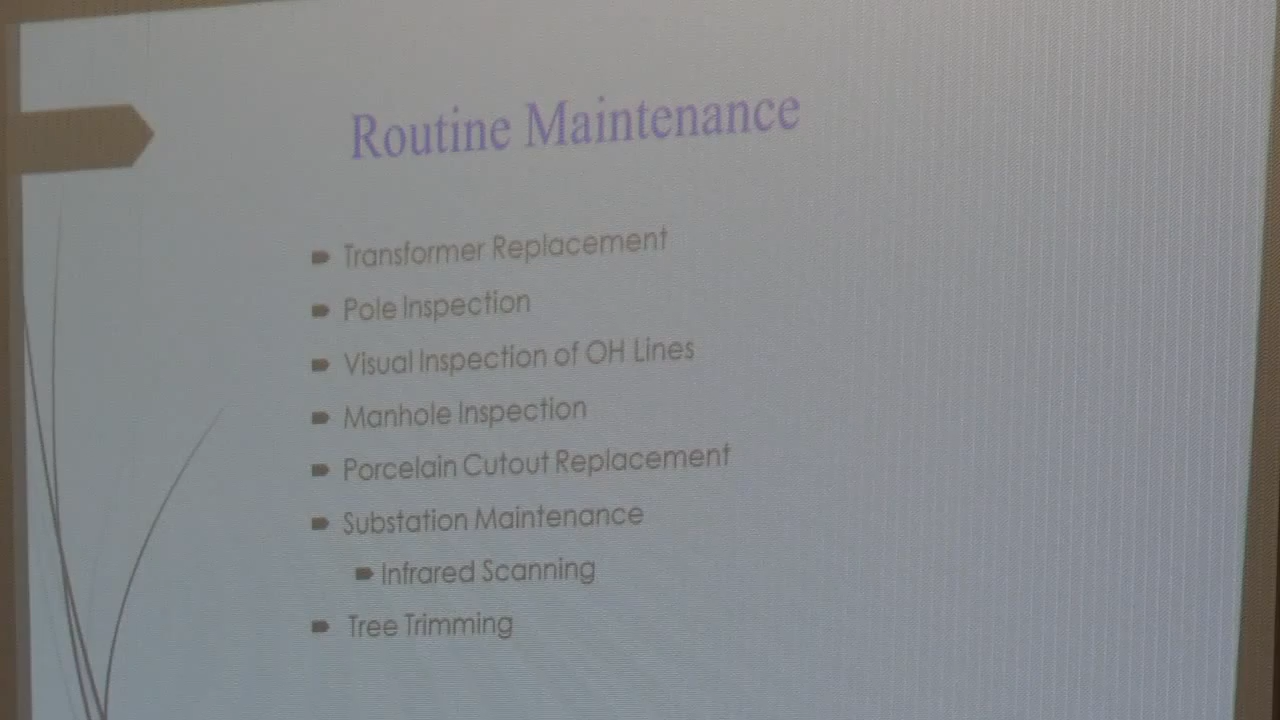 Routine Maintenance
Transformer Replacement
Pole Inspection
Visual Inspection of OH Lines
Manhole Inspection
Porcelain Cutout Replacement
Substation Maintenance
Infrared Scanning
Tree Trimming